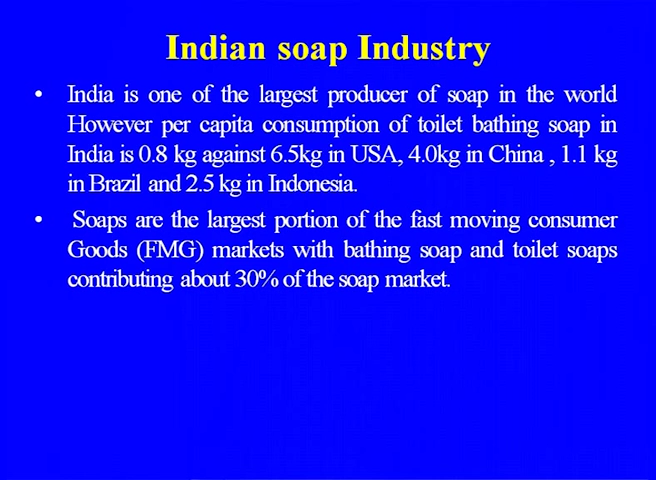 Indian soap Industry
• India is one of the largest producer of soap in the world
However per capita consumption of toilet bathing soap in
India is 0.8 kg against 6.5kg in USA, 4.0kg in China , 1.1 kg
in Brazil and 2.5 kg in Indonesia.
• Soaps are the largest portion of the fast moving consumer
Goods (FMG) markets with bathing soap and toilet soaps
contributing about 30% of the soap market.